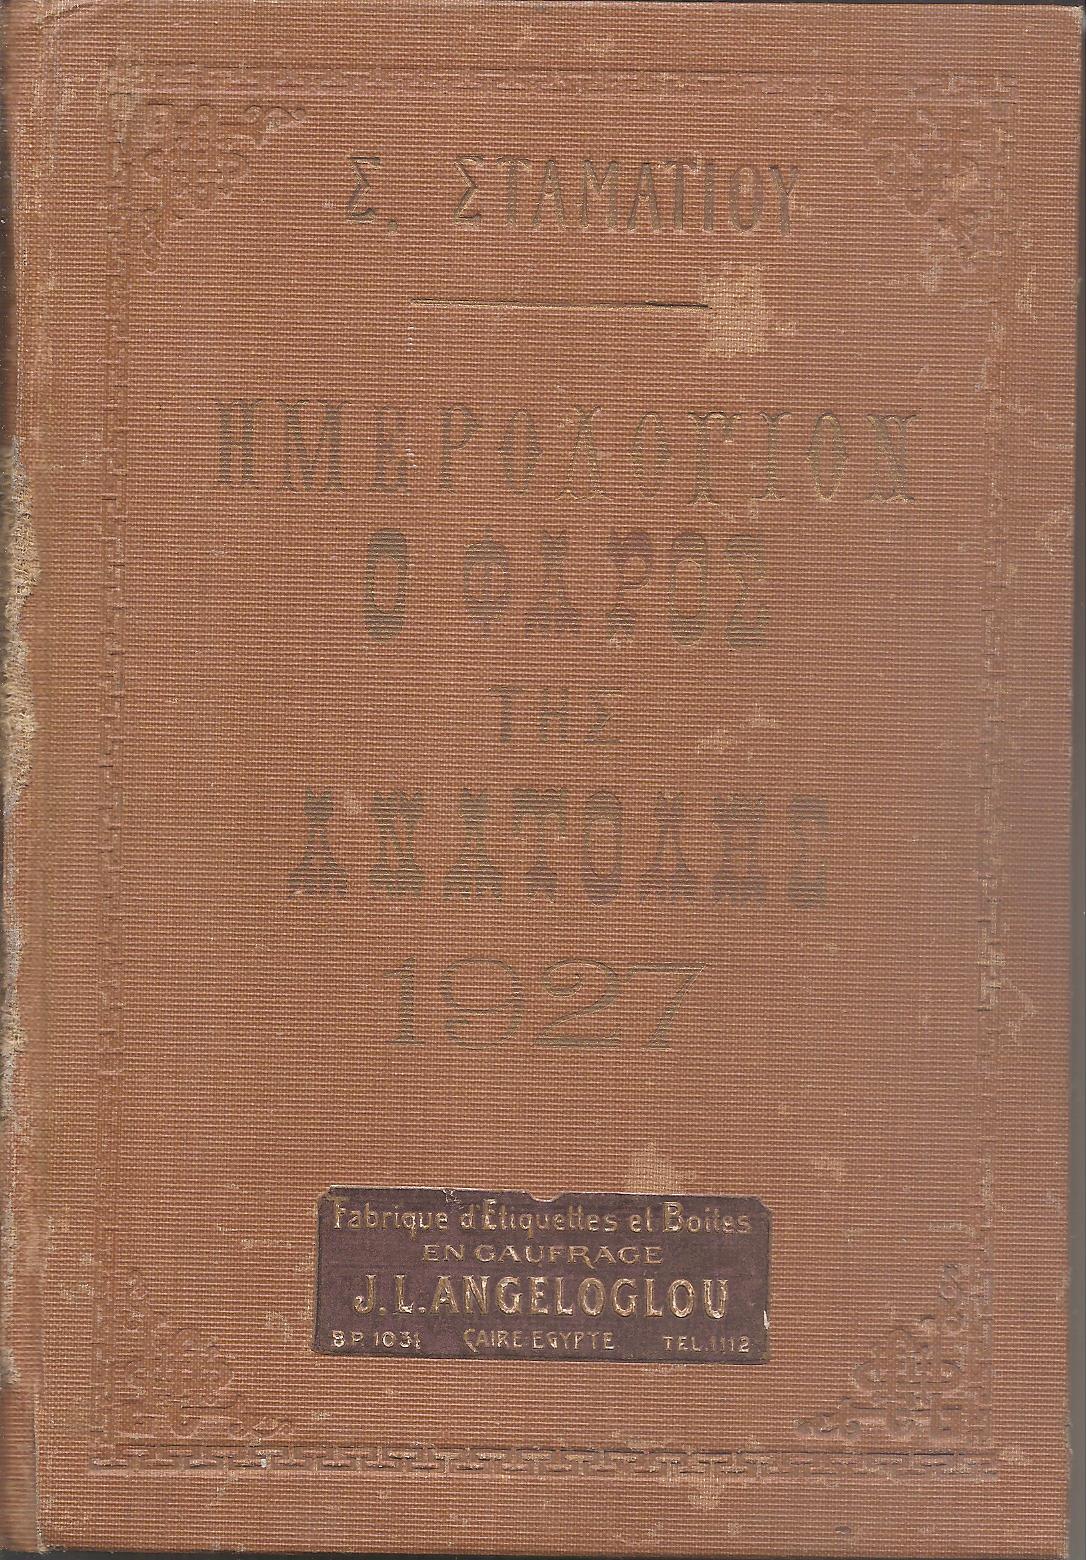 Σ. ΣΤΑΜΑΤΙΟΥ
ΗΜΕΡΟΛΟΓΙΟΝ
Ο ΦΑΡΟΣ
ΤΗΣ
ΑΝΑΤΟΛΗΣ
1927
Fabrique d'Etiquettes et Boites
EN GAUFRAGE
J.L.ANGELOGLOU
BP 1031 CAIRE EGYPTE TEL.1112